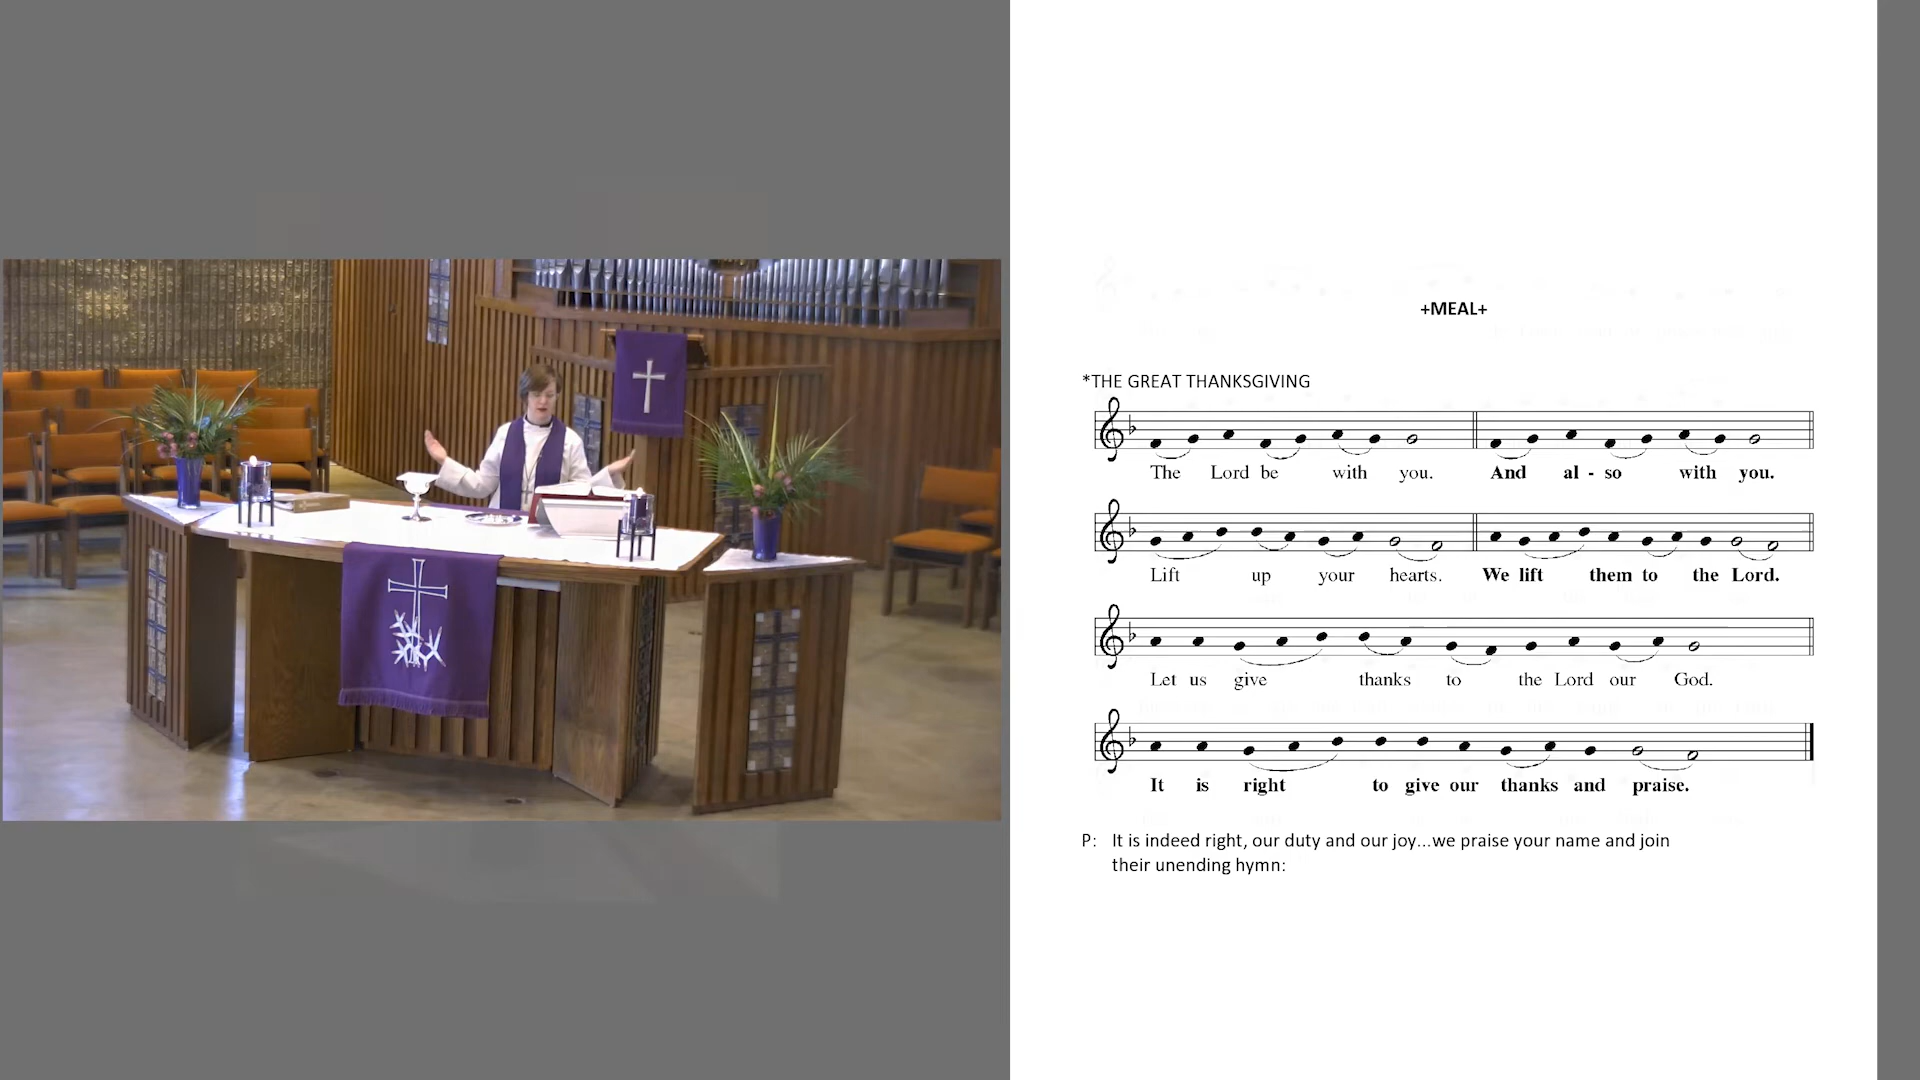 +MEAL+
*THE GREAT THANKSGIVING
The Lord be with you. And al - so with you.
Lift up your hearts. We lift them to the Lord.
Let us give thanks to the Lord our God.
It is right to give our thanks and praise.
P: It is indeed right, our duty and our joy...we praise your name and join
their unending hymn: